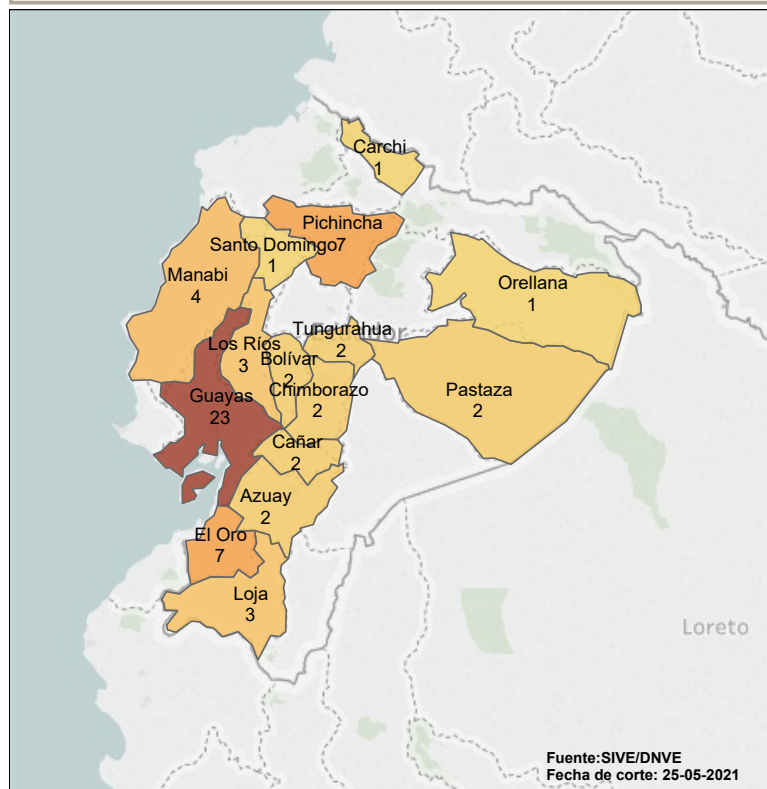 Carchi
1
Pichincha
7
Santo Domingo
1
Manabi
4
Orellana
1
Tungurahua
2
Los Ríos
3
Bolívar
2
Chimborazo
2
Pastaza
2
Guayas
23
Cañar
2
Azuay
2
El Oro
7
Loja
3
Loreto
Fuente:SIVE/DNVE
Fecha de corte: 25-05-2021